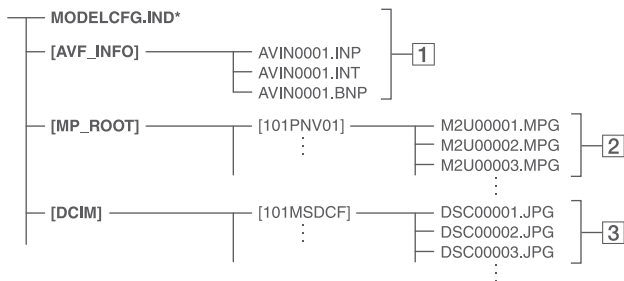 MODELCFG.IND*
[AVF_INFO] AVIN0001.INP
AVIN0001.INT
AVIN0001.BNP
1
[MP_ROOT] [101PNV01] M2U00001.MPG
M2U00002.MPG
M2U00003.MPG
2
[DCIM] [101MSDCF] DSC00001.JPG
DSC00002.JPG
DSC00003.JPG
3